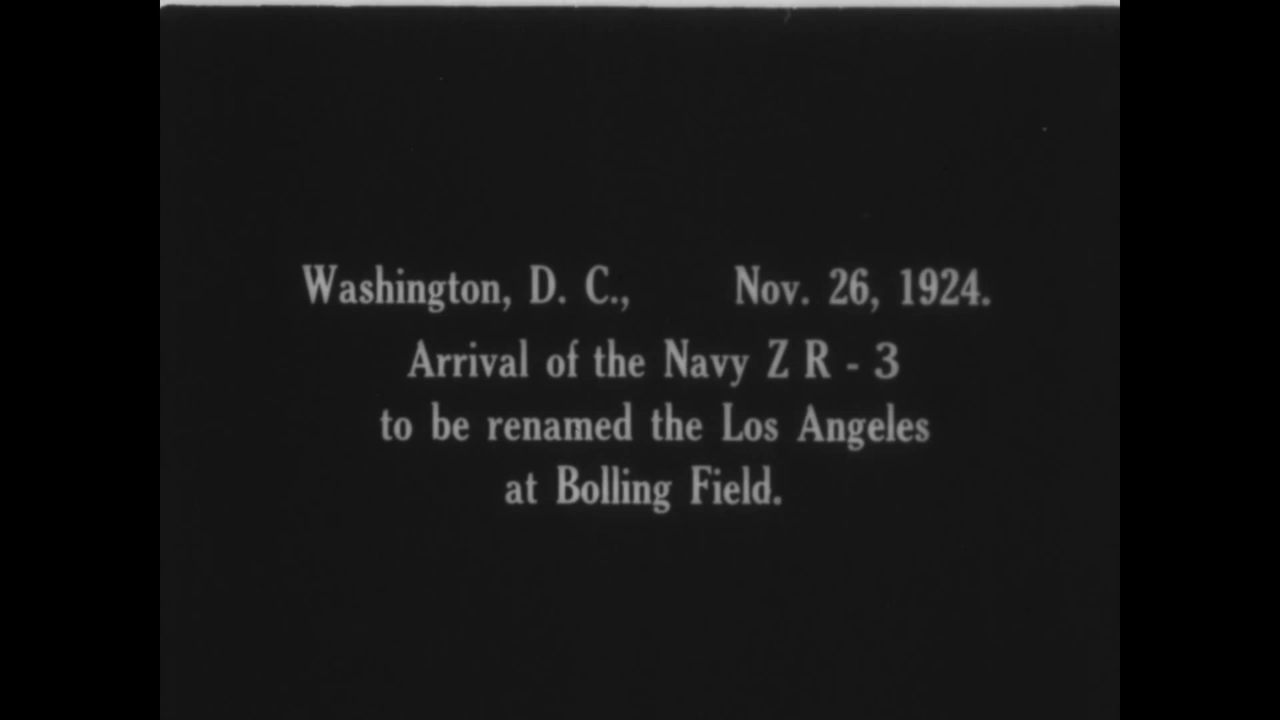 Washington, D. C., Nov. 26, 1924.
Arrival of the Navy Z R - 3
to be renamed the Los Angeles
at Bolling Field.